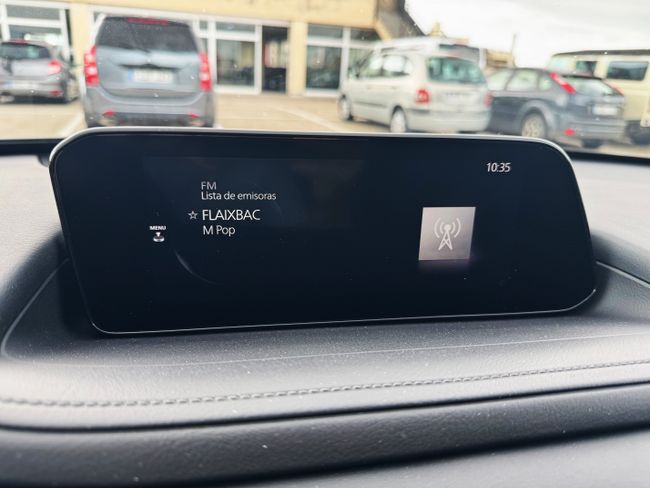 FM
10:35
Lista de emisoras
☆ FLAIXBAC
M Pop
MENU